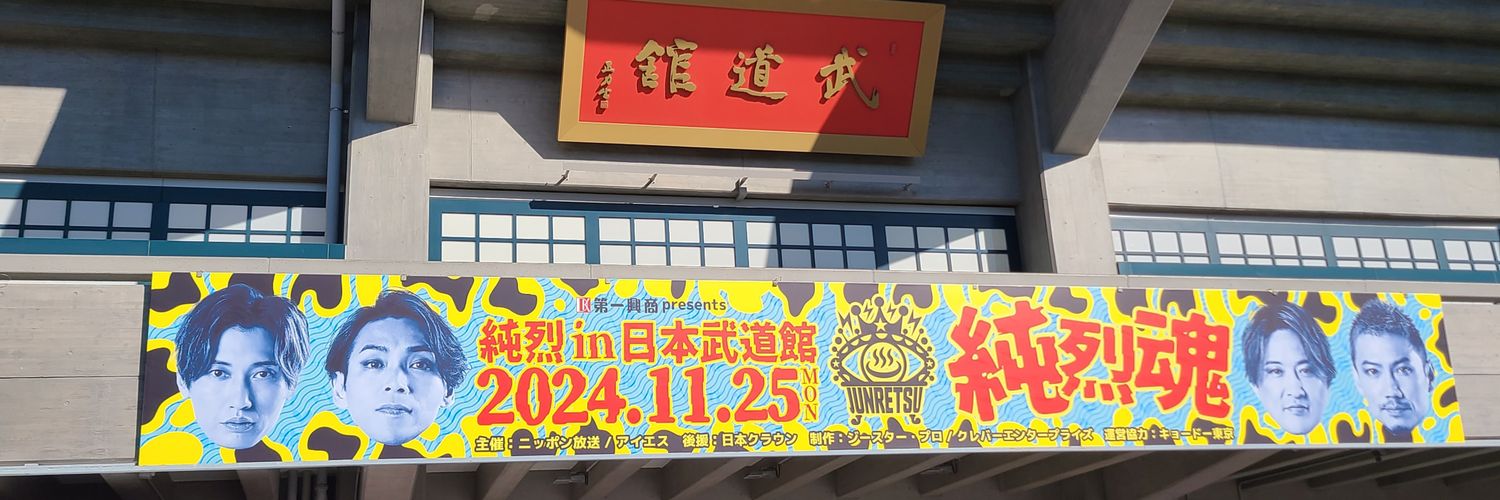 武道館
第一興商 presents
純烈 in 日本武道館
2024.11.25 MON
JUNRETSU
純烈魂
主催：ニッポン放送 / アイエス 後援：日本クラウン 制作：ジースター・プロ / クレバーエンタープライズ 運営協力：キョードー東京